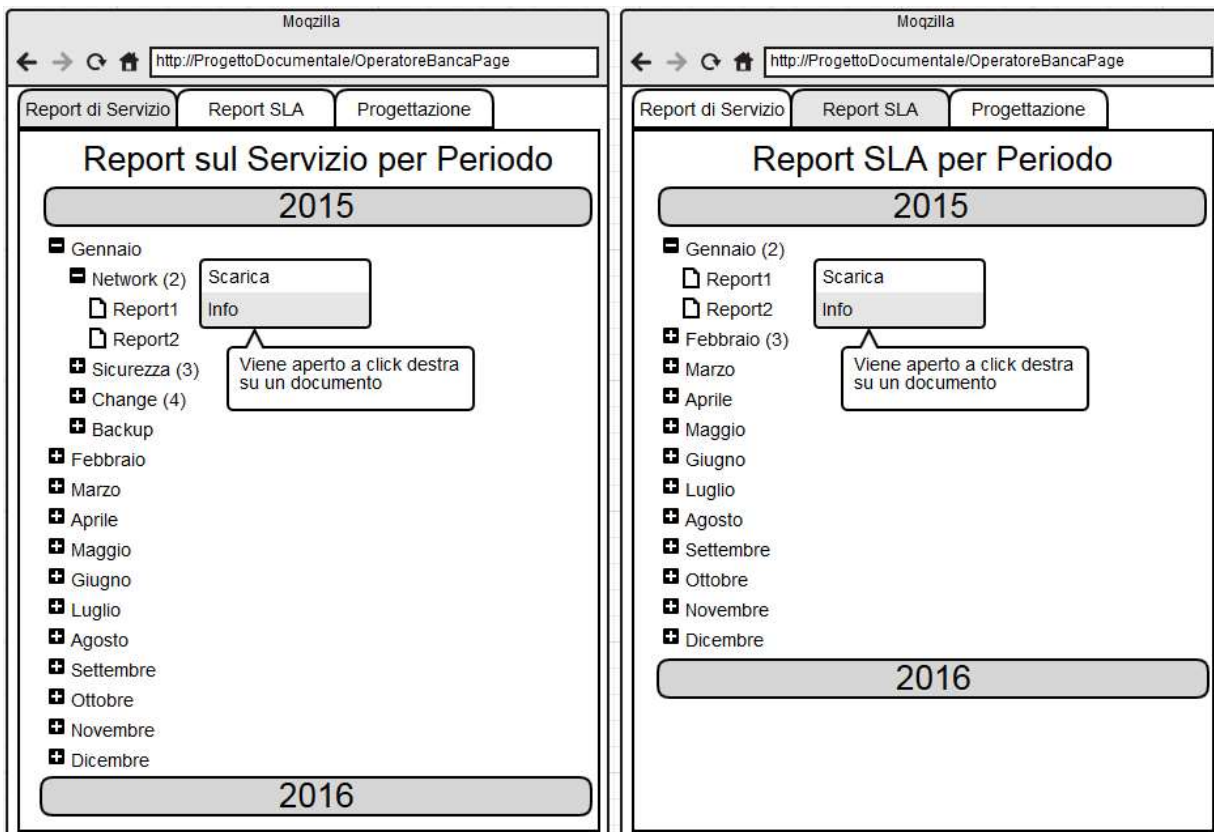 Moqzilla
http://ProgettoDocumentale/OperatoreBancaPage
Report di Servizio
Report SLA
Progettazione
Report sul Servizio per Periodo
2015
Gennaio
Network (2)
Report1
Report2
Scarica
Info
Viene aperto a click destra
su un documento
Sicurezza (3)
Change (4)
Backup
Febbraio
Marzo
Aprile
Maggio
Giugno
Luglio
Agosto
Settembre
Ottobre
Novembre
Dicembre
2016
Moqzilla
http://ProgettoDocumentale/OperatoreBancaPage
Report di Servizio
Report SLA
Progettazione
Report SLA per Periodo
2015
Gennaio (2)
Report1
Report2
Scarica
Info
Viene aperto a click destra
su un documento
Febbraio (3)
Marzo
Aprile
Maggio
Giugno
Luglio
Agosto
Settembre
Ottobre
Novembre
Dicembre
2016